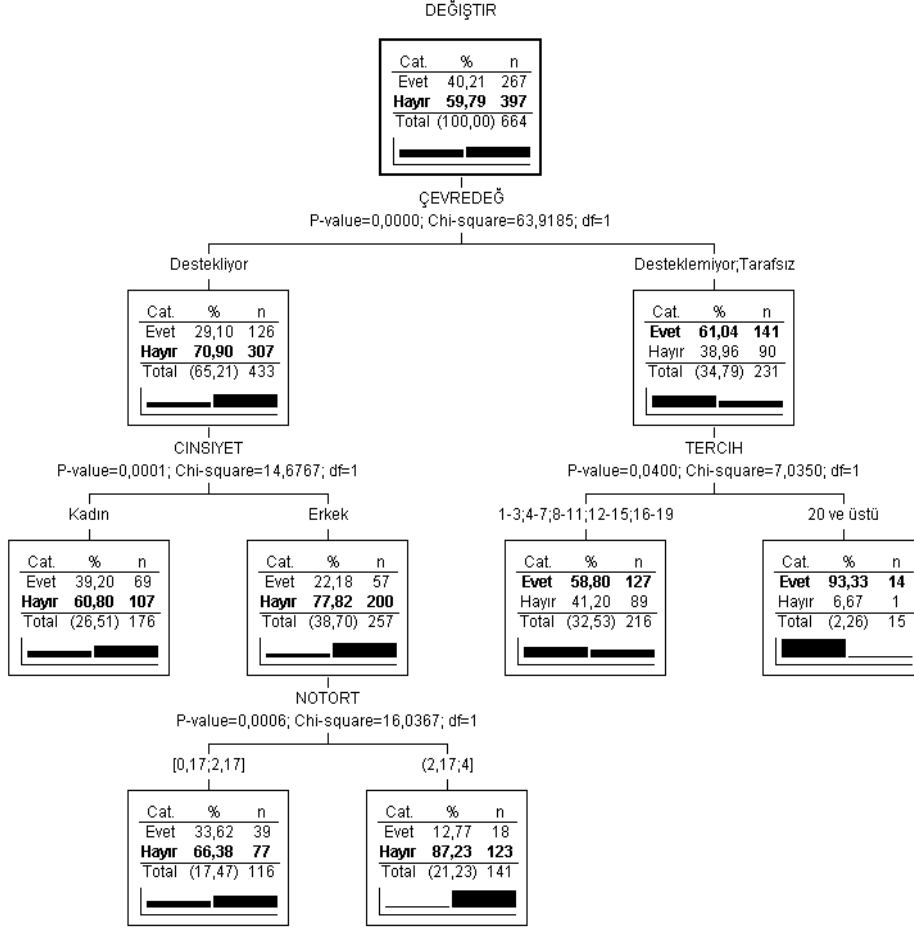 DEĞIŞTIR
Cat. % n
Evet 40,21 267
Hayır 59,79 397
Total (100,00) 664
ÇEVREDEĞ
P-value=0,0000; Chi-square=63,9185; df=1
Destekliyor
Cat. % n
Evet 29,10 126
Hayır 70,90 307
Total (65,21) 433
Desteklemiyor;Tarafsız
Cat. % n
Evet 61,04 141
Hayır 38,96 90
Total (34,79) 231
CINSIYET
P-value=0,0001; Chi-square=14,6767; df=1
TERCIH
P-value=0,0400; Chi-square=7,0350; df=1
Kadın
Cat. % n
Evet 39,20 69
Hayır 60,80 107
Total (26,51) 176
Erkek
Cat. % n
Evet 22,18 57
Hayır 77,82 200
Total (38,70) 257
1-3;4-7;8-11;12-15;16-19
Cat. % n
Evet 58,80 127
Hayır 41,20 89
Total (32,53) 216
20 ve üstü
Cat. % n
Evet 93,33 14
Hayır 6,67 1
Total (2,26) 15
NOTORT
P-value=0,0006; Chi-square=16,0367; df=1
[0,17;2,17]
Cat. % n
Evet 33,62 39
Hayır 66,38 77
Total (17,47) 116
(2,17;4]
Cat. % n
Evet 12,77 18
Hayır 87,23 123
Total (21,23) 141